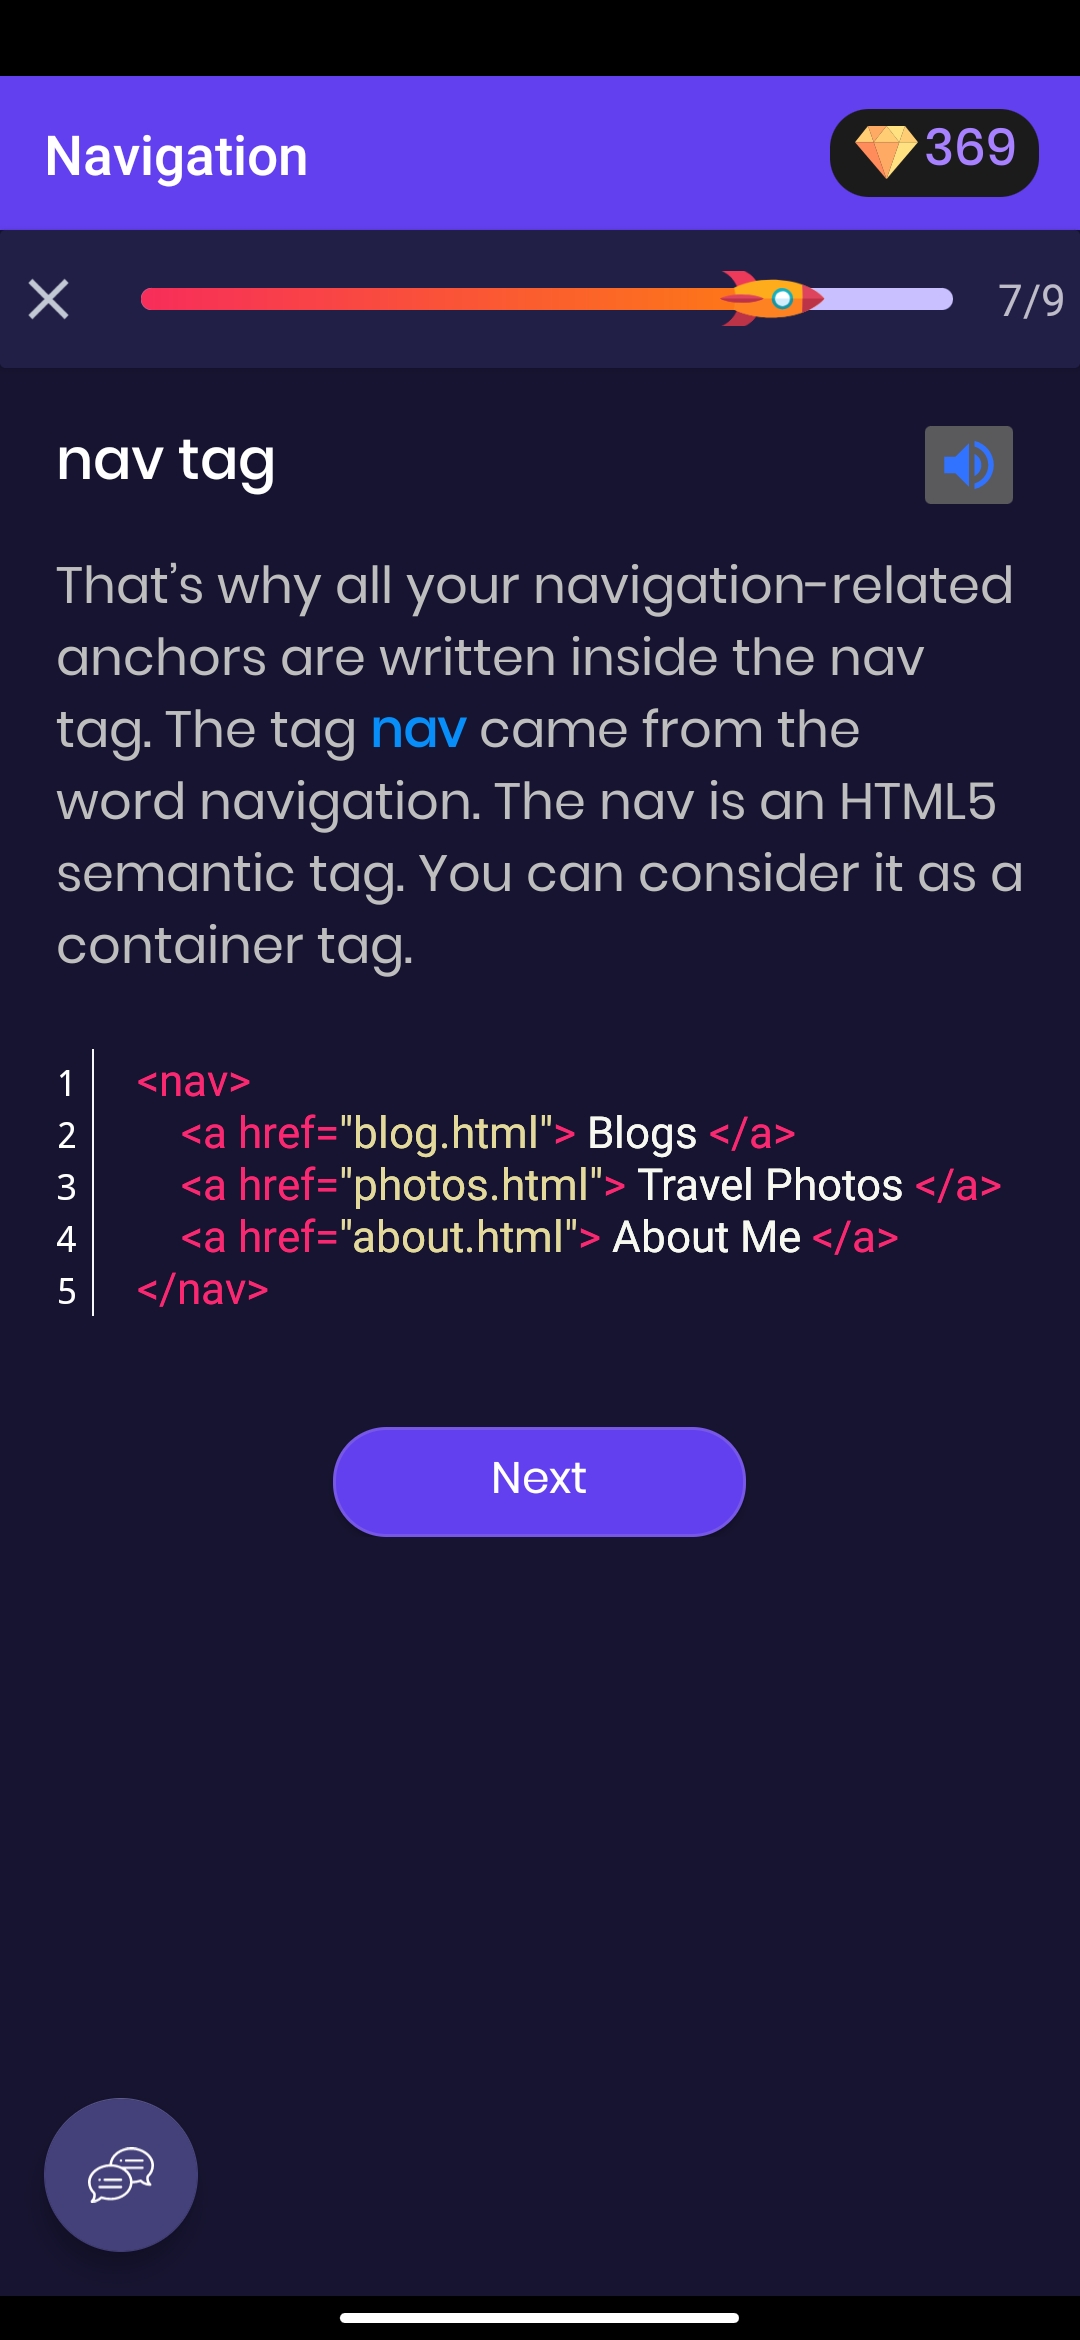 Navigation
369
7/9
nav tag
That’s why all your navigation-related
anchors are written inside the nav
tag. The tag nav came from the
word navigation. The nav is an HTML5
semantic tag. You can consider it as a
container tag.
1 <nav>
2 <a href="blog.html"> Blogs </a>
3 <a href="photos.html"> Travel Photos </a>
4 <a href="about.html"> About Me </a>
5 </nav>
Next